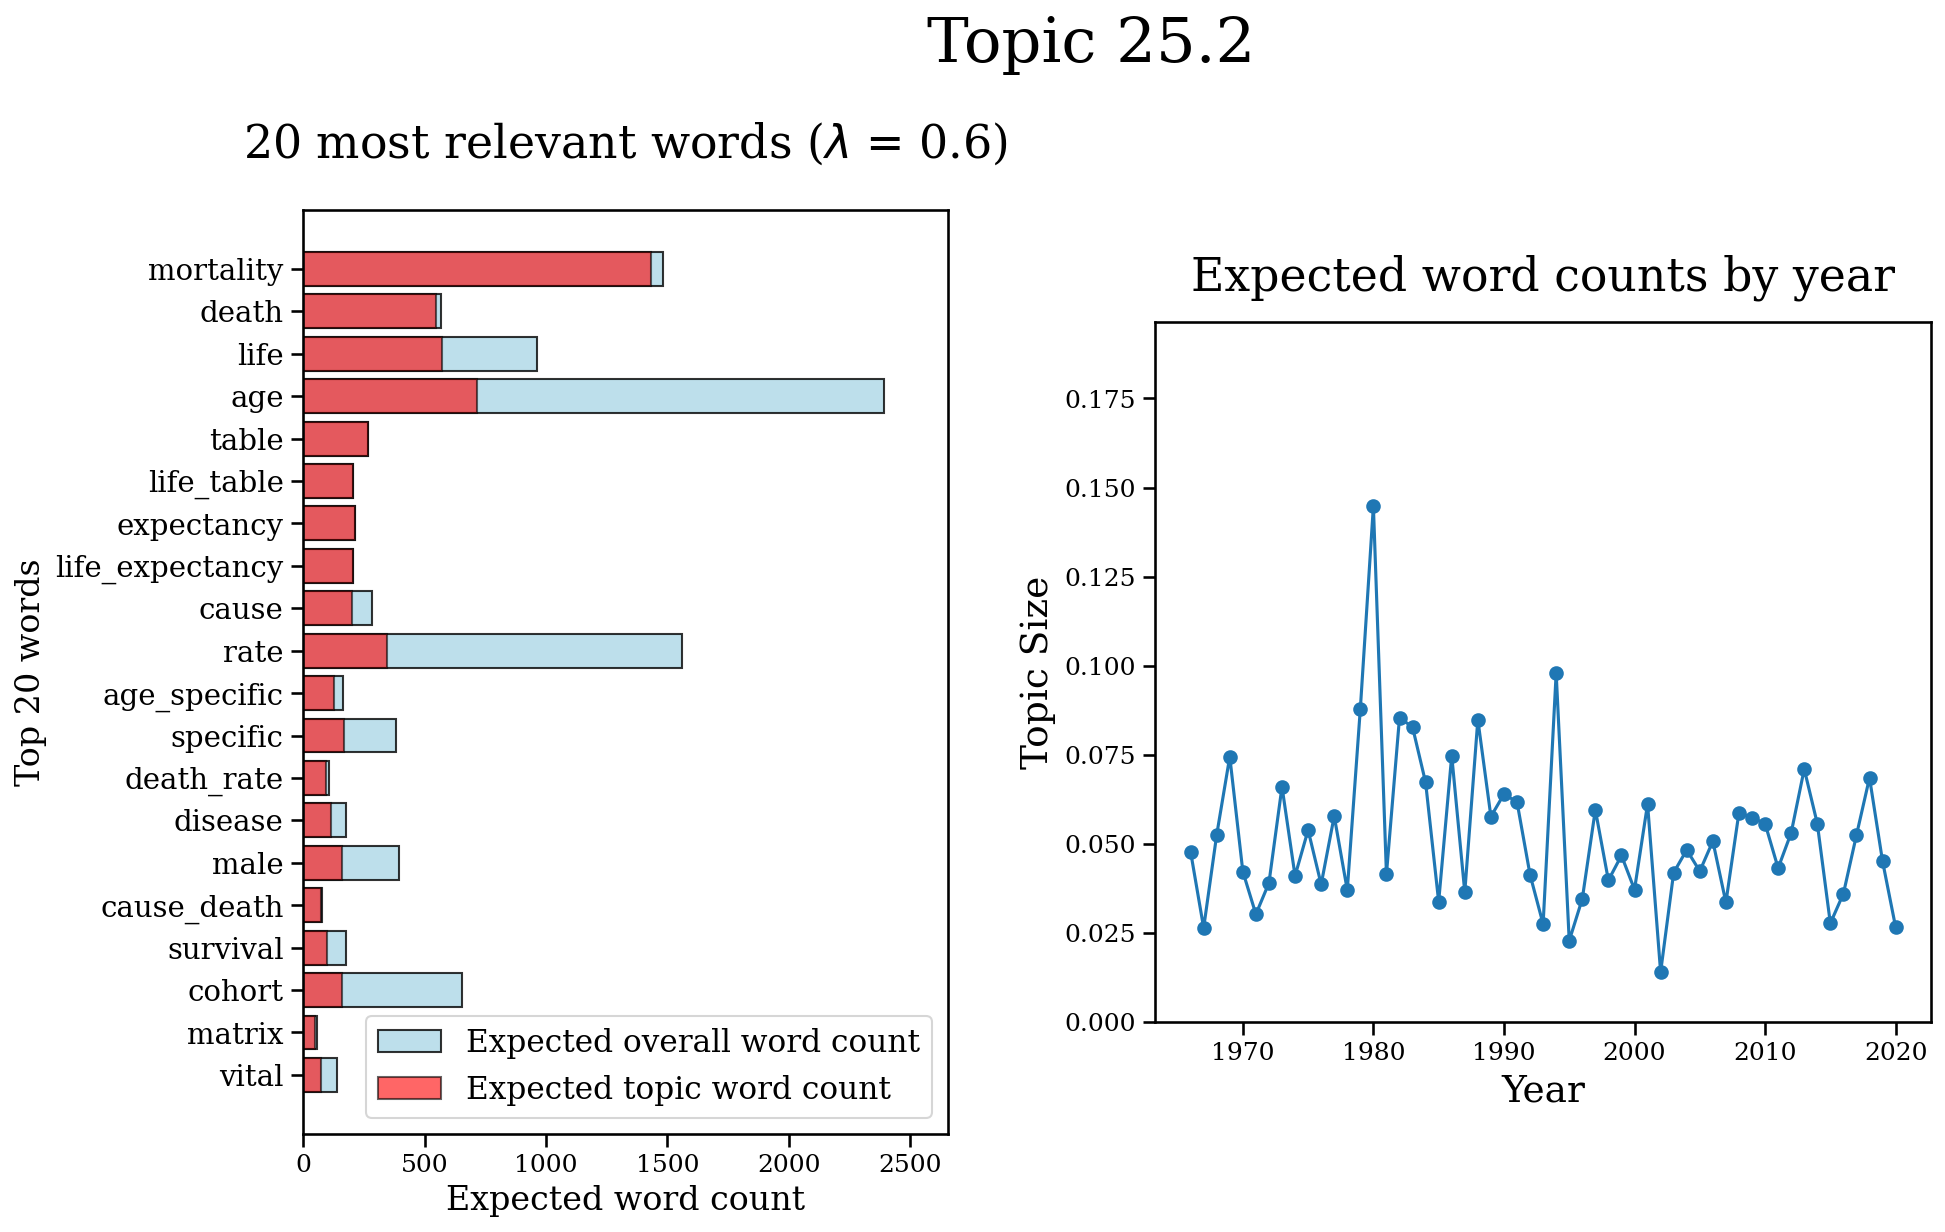 Topic 25.2
20 most relevant words (λ = 0.6)
Top 20 words
mortality
death
life
age
table
life_table
expectancy
life_expectancy
cause
rate
age_specific
specific
death_rate
disease
male
cause_death
survival
cohort
matrix
vital
Expected overall word count
Expected topic word count
0 500 1000 1500 2000 2500
Expected word count
Expected word counts by year
Topic Size
0.175
0.150
0.125
0.100
0.075
0.050
0.025
0.000
1970 1980 1990 2000 2010 2020
Year